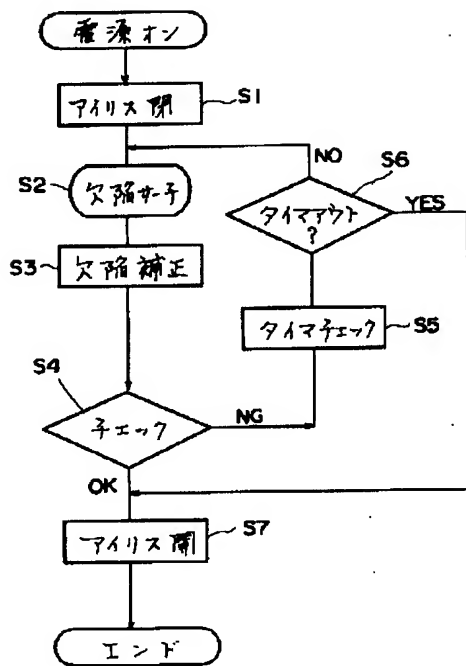 電源オン
アイリス閉
S1
NO
S6
S2
欠陥サーチ
タイマアウト
?
YES
S3
欠陥補正
タイマチェック
S5
S4
チェック
NG
OK
アイリス開
S7
エンド